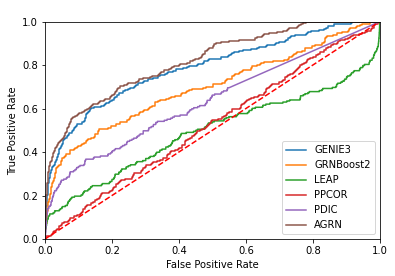 1.0
0.8
0.6
0.4
0.2
0.0
True Positive Rate
GENIE3
GRNBoost2
LEAP
PPCOR
PDIC
AGRN
0.0 0.2 0.4 0.6 0.8 1.0
False Positive Rate